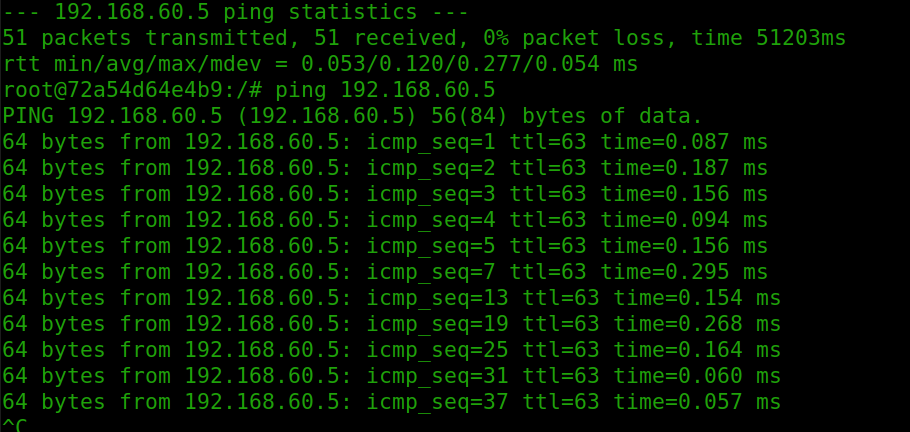 --- 192.168.60.5 ping statistics ---
51 packets transmitted, 51 received, 0% packet loss, time 51203ms
rtt min/avg/max/mdev = 0.053/0.120/0.277/0.054 ms
root@72a54d64e4b9:/# ping 192.168.60.5
PING 192.168.60.5 (192.168.60.5) 56(84) bytes of data.
64 bytes from 192.168.60.5: icmp_seq=1 ttl=63 time=0.087 ms
64 bytes from 192.168.60.5: icmp_seq=2 ttl=63 time=0.187 ms
64 bytes from 192.168.60.5: icmp_seq=3 ttl=63 time=0.156 ms
64 bytes from 192.168.60.5: icmp_seq=4 ttl=63 time=0.094 ms
64 bytes from 192.168.60.5: icmp_seq=5 ttl=63 time=0.156 ms
64 bytes from 192.168.60.5: icmp_seq=7 ttl=63 time=0.295 ms
64 bytes from 192.168.60.5: icmp_seq=13 ttl=63 time=0.154 ms
64 bytes from 192.168.60.5: icmp_seq=19 ttl=63 time=0.268 ms
64 bytes from 192.168.60.5: icmp_seq=25 ttl=63 time=0.164 ms
64 bytes from 192.168.60.5: icmp_seq=31 ttl=63 time=0.060 ms
64 bytes from 192.168.60.5: icmp_seq=37 ttl=63 time=0.057 ms
^C